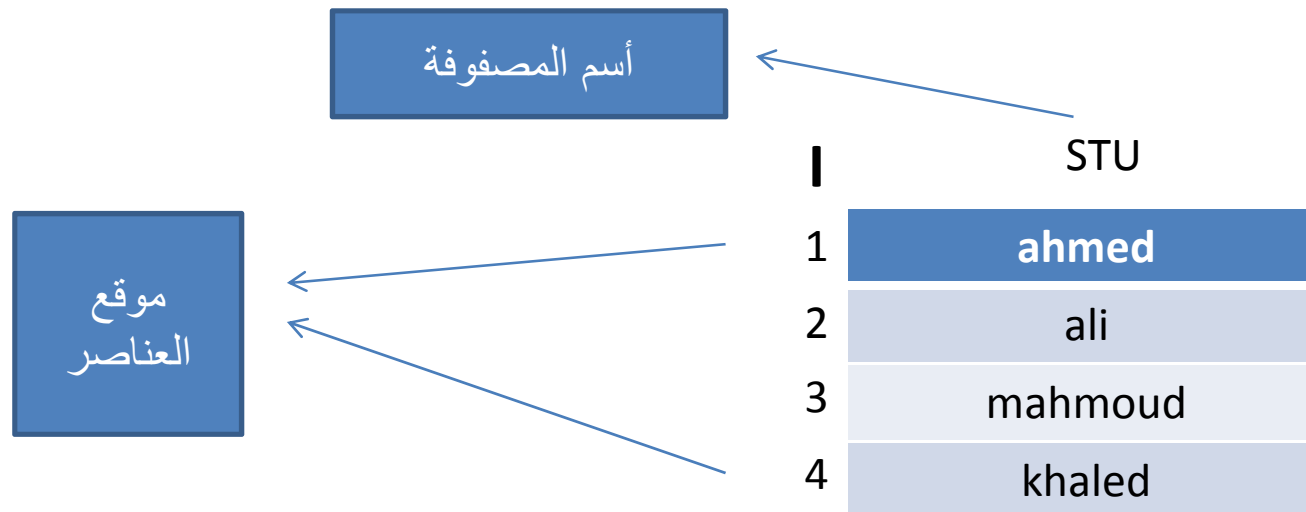 أسم المصفوفة
I STU
1 ahmed
موقع
العناصر
2 ali
3 mahmoud
4 khaled